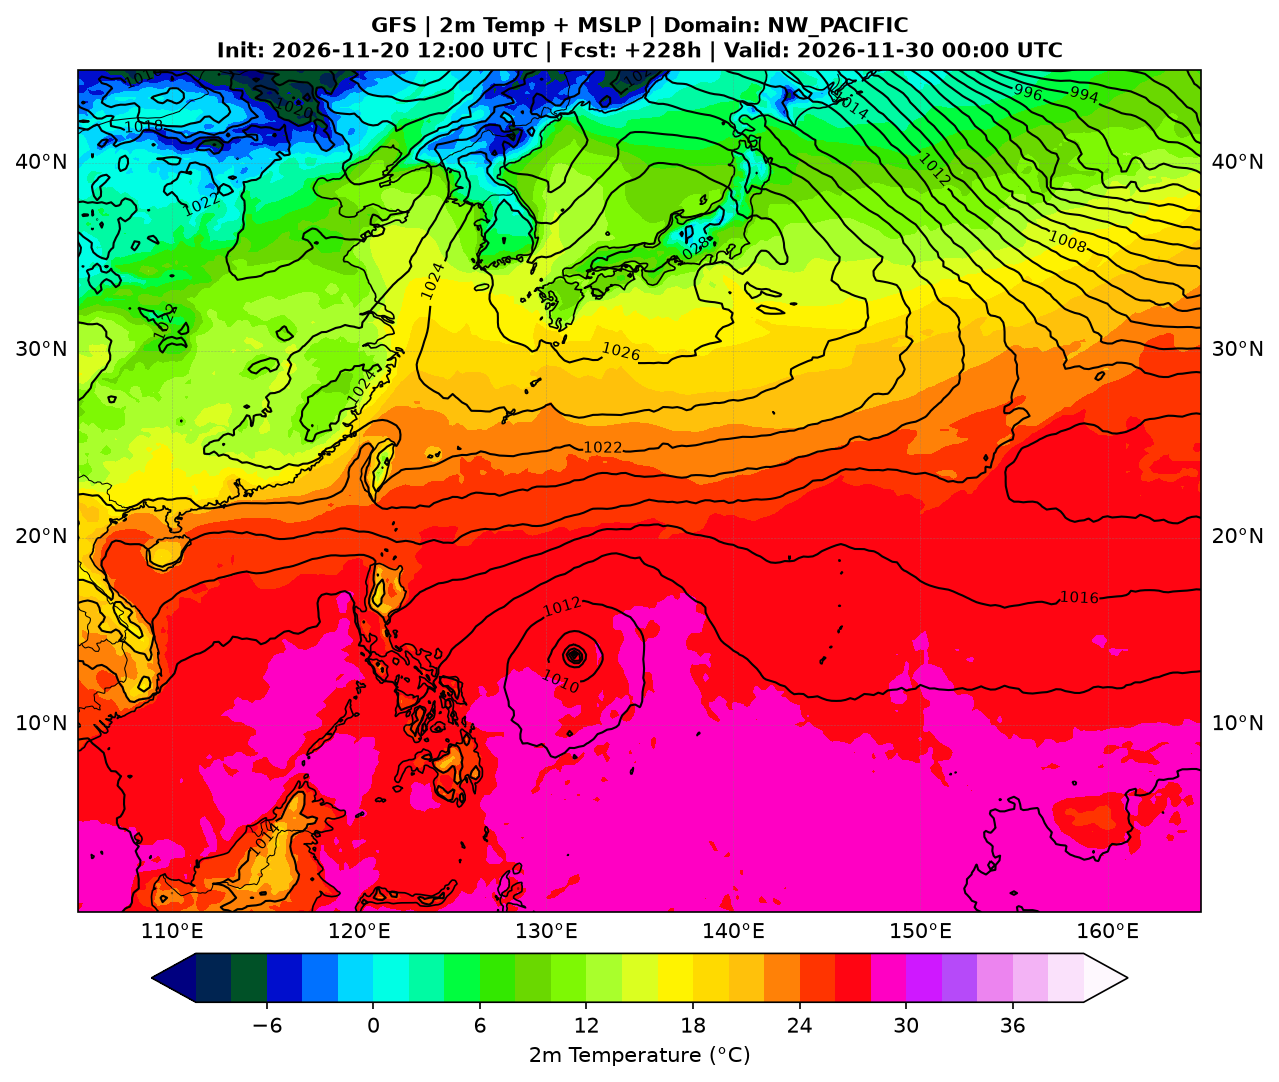 GFS | 2m Temp + MSLP | Domain: NW_PACIFIC
Init: 2026-11-20 12:00 UTC | Fcst: +228h | Valid: 2026-11-30 00:00 UTC
996
994
1014
1018
1012
40°N
40°N
1022
1008
1028
1024
1022
30°N
30°N
1026
1024
1022
20°N
20°N
1016
1012
1010
10°N
10°N
1014
110°E
120°E
130°E
140°E
150°E
160°E
−6
0
6
12
18
24
30
36
2m Temperature (°C)